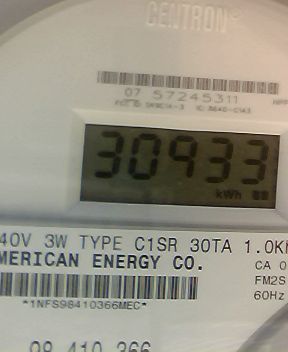 CENTRON®
07 57245311
30933
kWh
40V 3W TYPE C1SR 30TA 1.0K
MERICAN ENERGY CO.
CA 0
FM2S
60Hz
*1NFS98410366MEC*
98 410 366